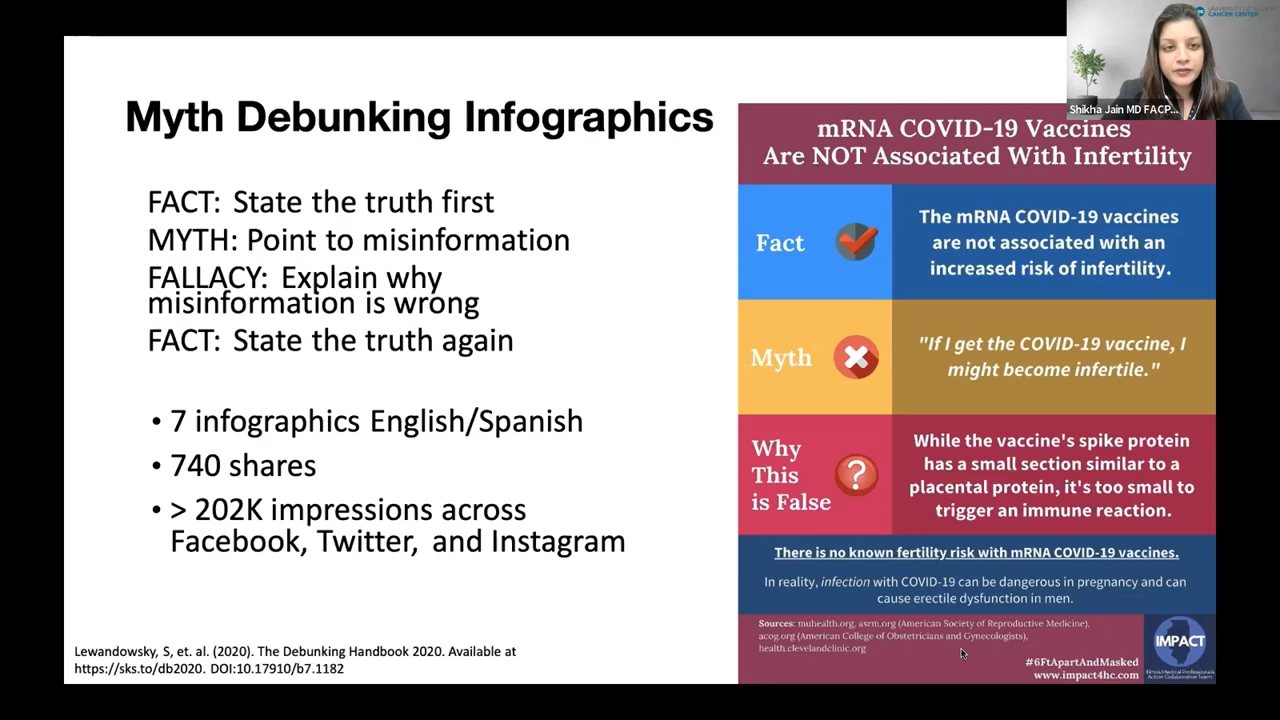 UNIVERSITY OF ILLINOIS
CANCER CENTER
Shikha Jain MD FACP...
Myth Debunking Infographics
FACT: State the truth first
MYTH: Point to misinformation
FALLACY: Explain why
misinformation is wrong
FACT: State the truth again
• 7 infographics English/Spanish
• 740 shares
• > 202K impressions across
Facebook, Twitter, and Instagram
Lewandowsky, S, et. al. (2020). The Debunking Handbook 2020. Available at
https://sks.to/db2020. DOI:10.17910/b7.1182
mRNA COVID-19 Vaccines
Are NOT Associated With Infertility
Fact
The mRNA COVID-19 vaccines
are not associated with an
increased risk of infertility.
Myth
"If I get the COVID-19 vaccine, I
might become infertile."
Why
This
is False
While the vaccine's spike protein
has a small section similar to a
placental protein, it's too small to
trigger an immune reaction.
There is no known fertility risk with mRNA COVID-19 vaccines.
In reality, infection with COVID-19 can be dangerous in pregnancy and can
cause erectile dysfunction in men.
Sources: muhealth.org, asrm.org (American Society of Reproductive Medicine),
acog.org (American College of Obstetricians and Gynecologists),
health.clevelandclinic.org
#6FtApartAndMasked
www.impact4hc.com
IMPACT
Illinois Medical Professionals
Action Collaborative Team